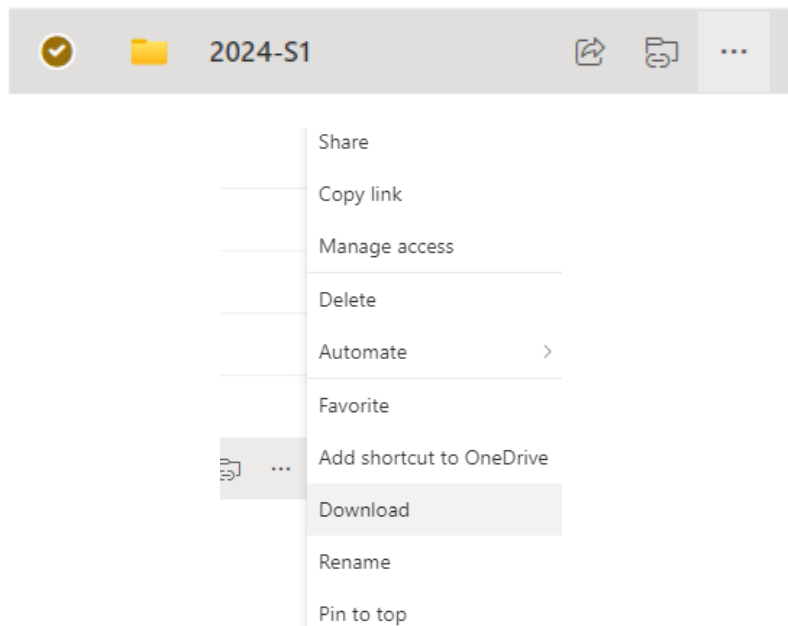 2024-S1
Share
Copy link
Manage access
Delete
Automate
Favorite
Add shortcut to OneDrive
Download
Rename
Pin to top